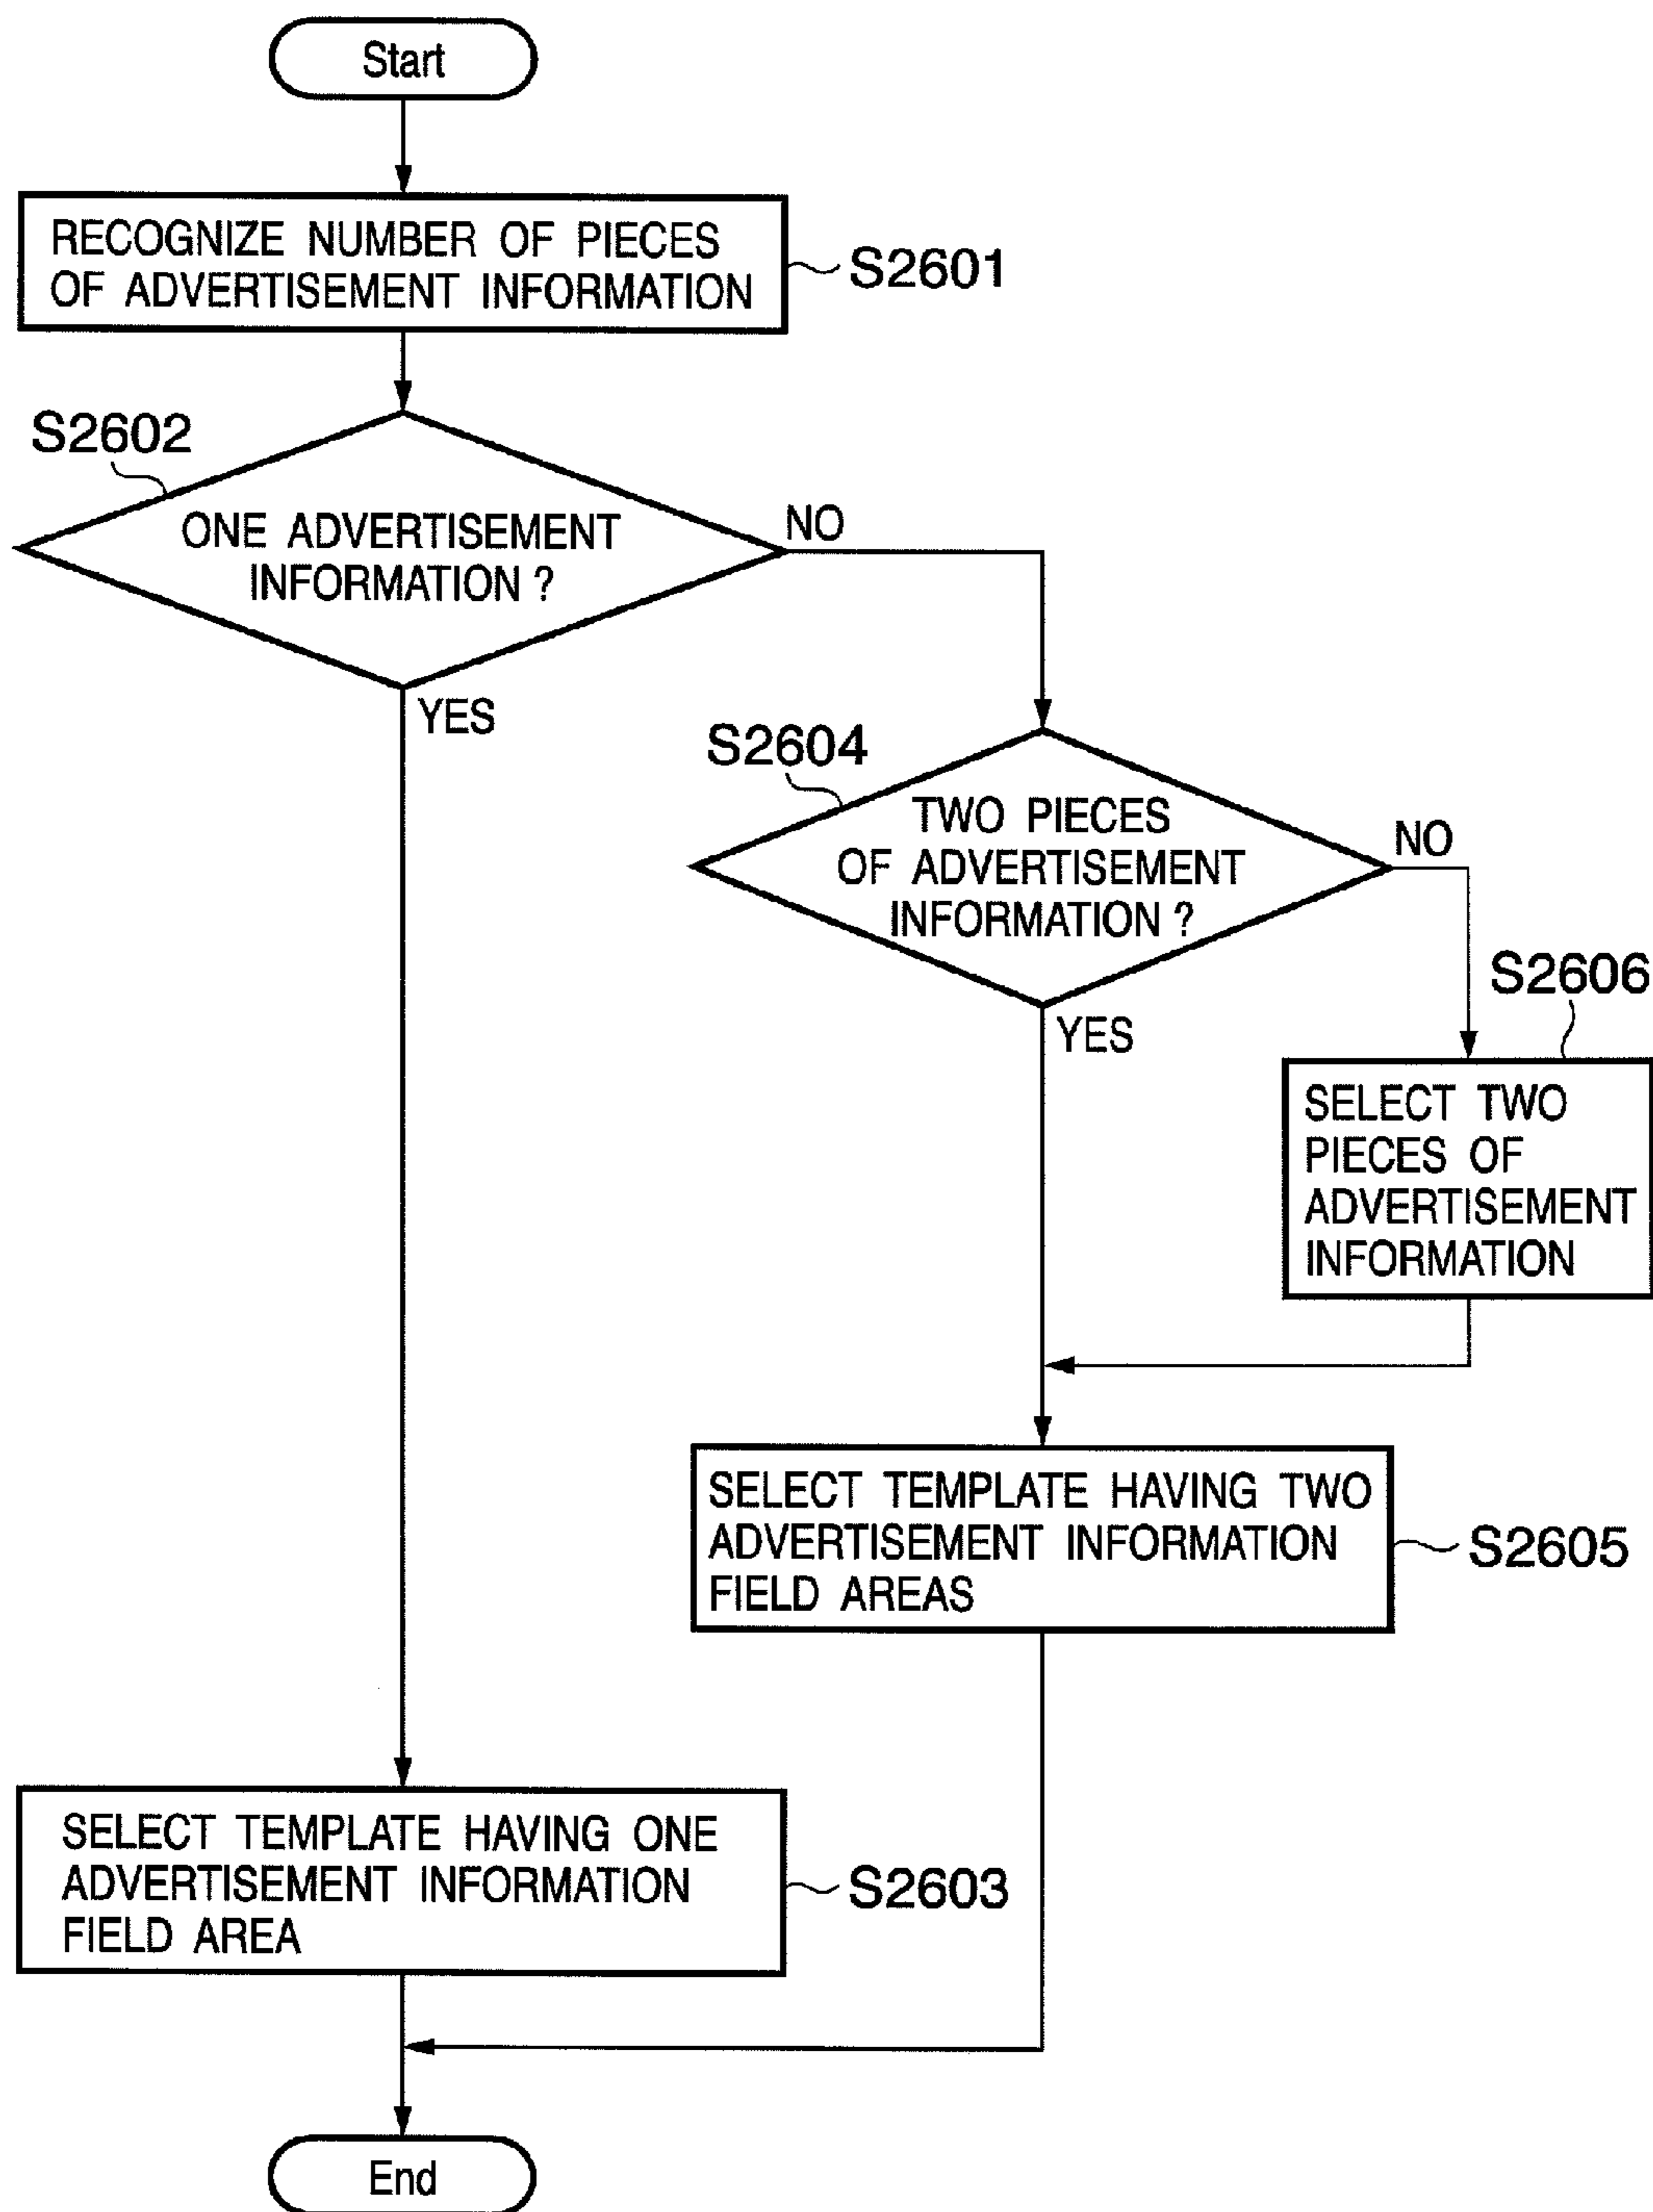 Start
RECOGNIZE NUMBER OF PIECES
OF ADVERTISEMENT INFORMATION
S2601
S2602
ONE ADVERTISEMENT
INFORMATION ?
NO
YES
S2604
TWO PIECES
OF ADVERTISEMENT
INFORMATION ?
NO
YES
S2606
SELECT TWO
PIECES OF
ADVERTISEMENT
INFORMATION
SELECT TEMPLATE HAVING TWO
ADVERTISEMENT INFORMATION
FIELD AREAS
S2605
SELECT TEMPLATE HAVING ONE
ADVERTISEMENT INFORMATION
FIELD AREA
S2603
End